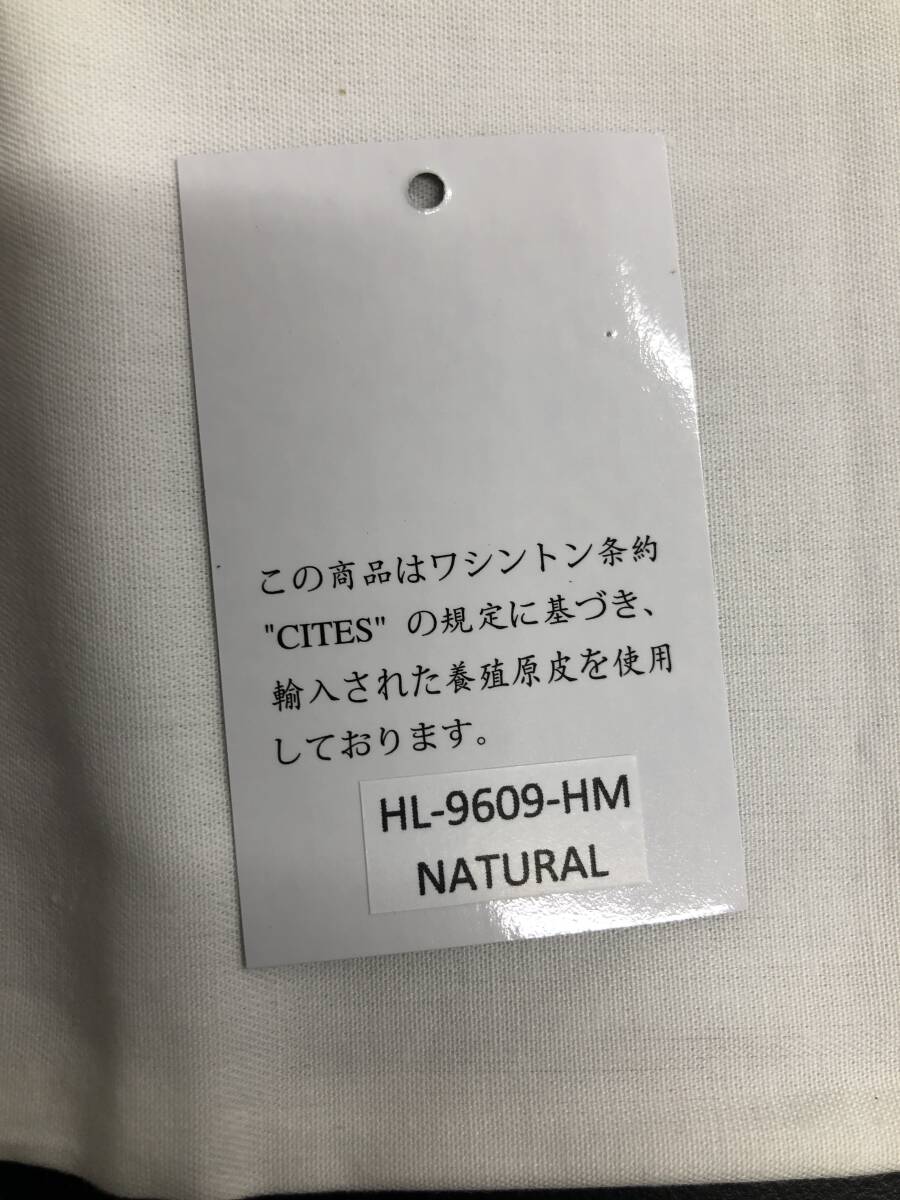 この商品はワシントン条約
"CITES" の規定に基づき、
輸入された養殖原皮を使用
しております。
HL-9609-HM
NATURAL